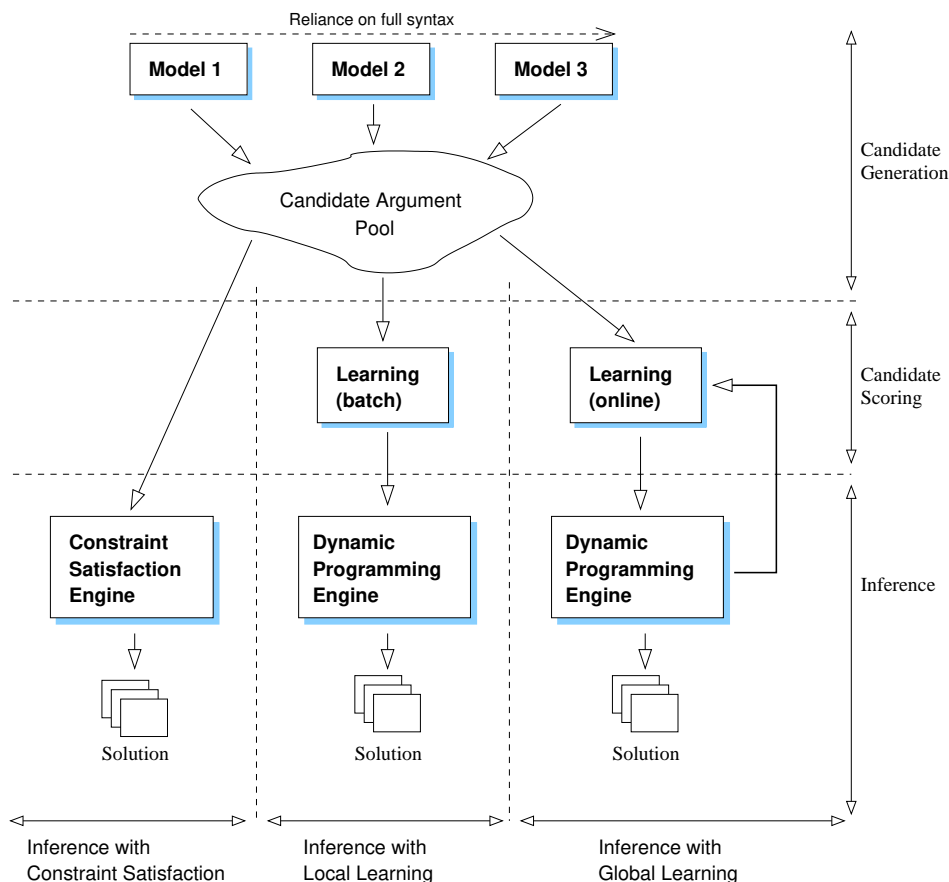 Reliance on full syntax
Model 1
Model 2
Model 3
Candidate Argument
Pool
Candidate
Generation
Learning
(batch)
Learning
(online)
Candidate
Scoring
Constraint
Satisfaction
Engine
Dynamic
Programming
Engine
Dynamic
Programming
Engine
Inference
Solution
Solution
Solution
Inference with
Constraint Satisfaction
Inference with
Local Learning
Inference with
Global Learning